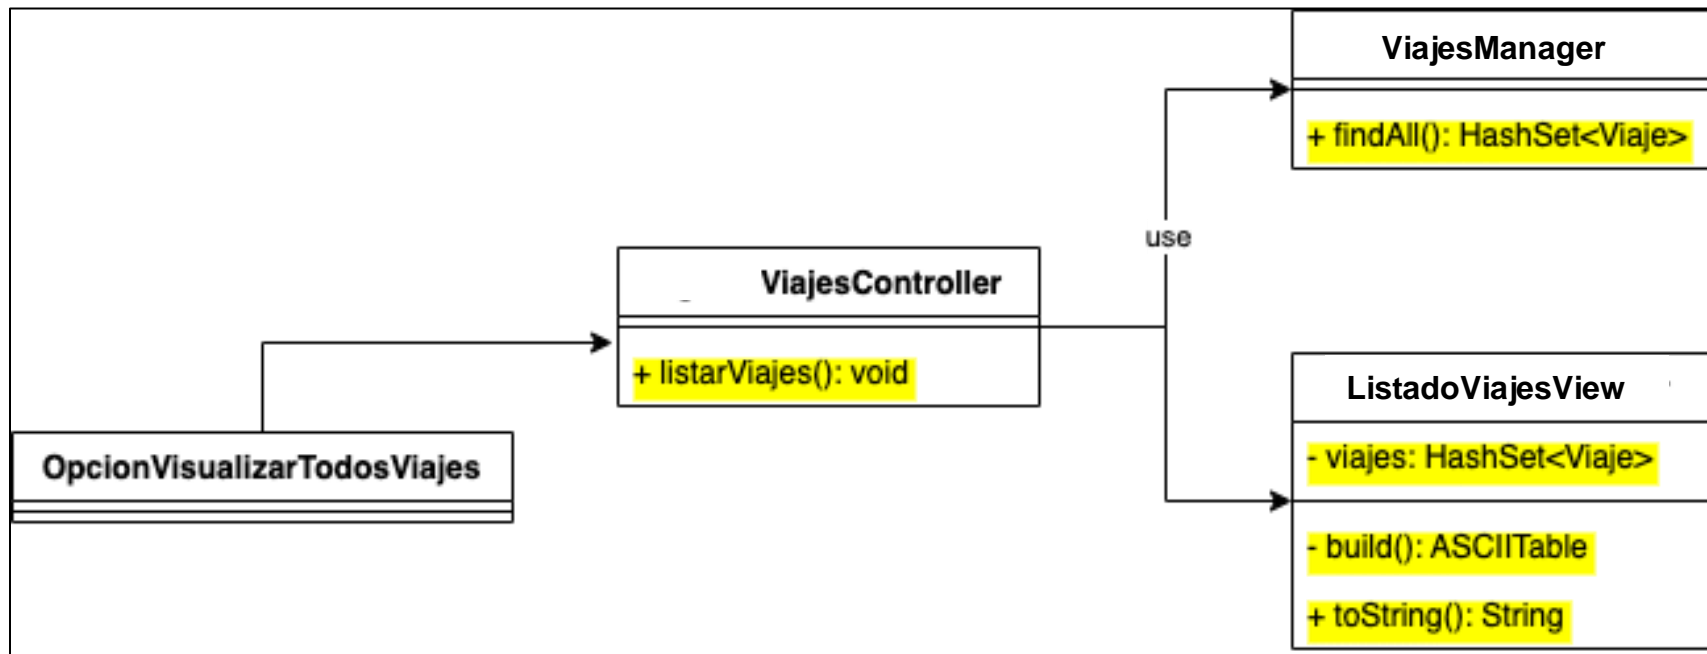 ViajesManager
+ findAll(): HashSet<Viaje>
use
ViajesController
+ listarViajes(): void
OpcionVisualizarTodosViajes
ListadoViajesView
- viajes: HashSet<Viaje>
- build(): ASCIITable
+ toString(): String